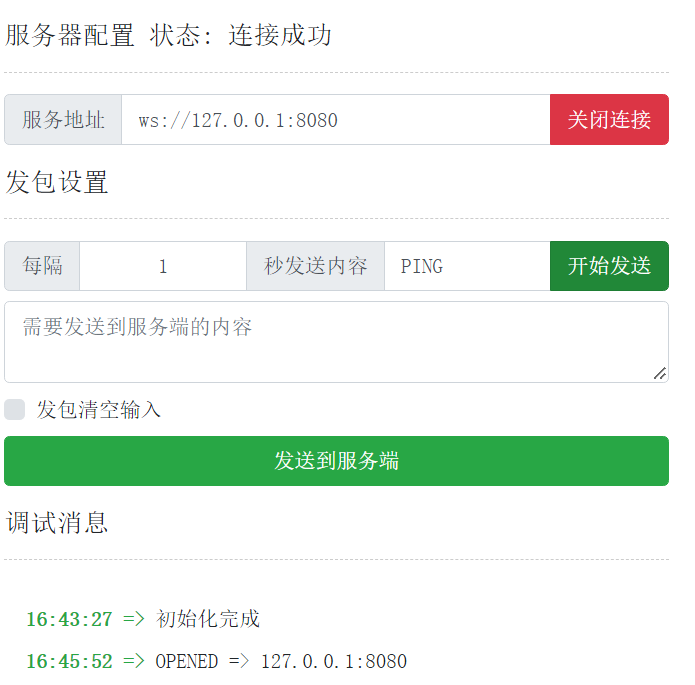 服务器配置 状态: 连接成功
服务地址 ws://127.0.0.1:8080 关闭连接
发包设置
每隔 1 秒发送内容 PING 开始发送
需要发送到服务端的内容
发包清空输入
发送到服务端
调试消息
16:43:27 => 初始化完成
16:45:52 => OPENED => 127.0.0.1:8080